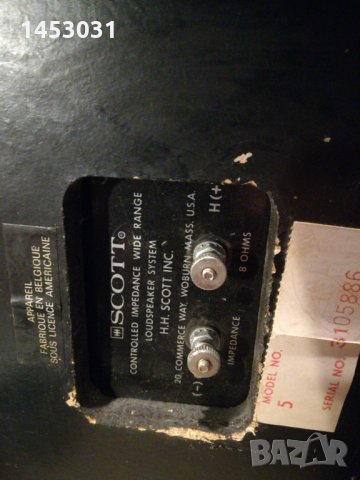 1453031
APPAREIL
FABRIQUE EN BELGIQUE
SOUS LICENCE AMERICAINE
SCOTT®
CONTROLLED IMPEDANCE WIDE RANGE
LOUDSPEAKER SYSTEM
H.H. SCOTT INC.
20 COMMERCE WAY, WOBURN MASS. U.S.A.
(-) H(+)
IMPEDANCE 8 OHMS
MODEL NO. SERIAL NO. 3105886
5
BAZAR